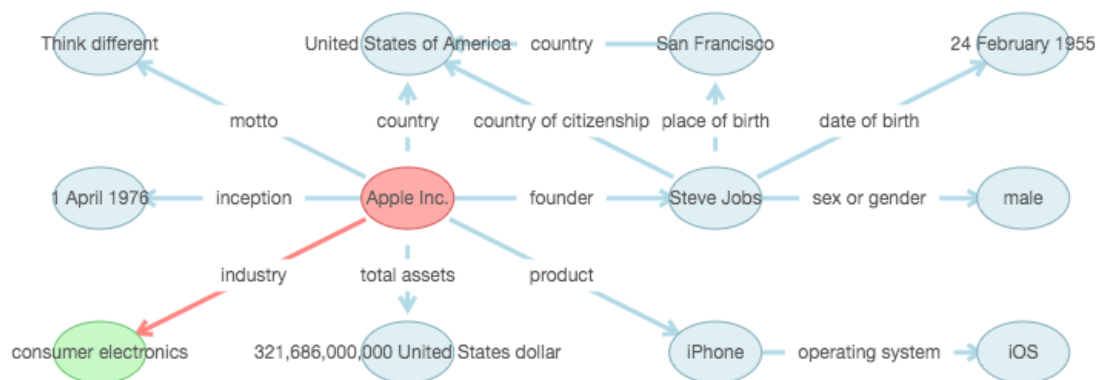 Think different
United States of America
country
San Francisco
24 February 1955
motto
country
country of citizenship
place of birth
date of birth
1 April 1976
inception
Apple Inc.
founder
Steve Jobs
sex or gender
male
industry
total assets
product
consumer electronics
321,686,000,000 United States dollar
iPhone
operating system
iOS